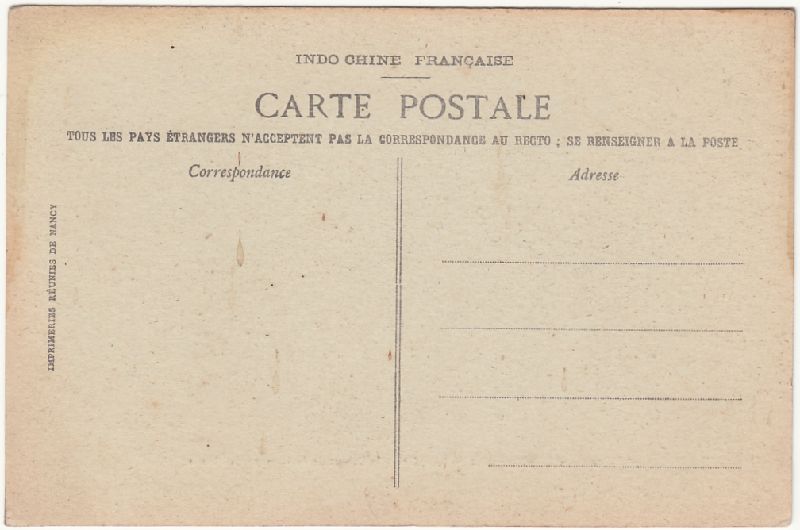 INDO CHINE FRANÇAISE
CARTE POSTALE
TOUS LES PAYS ÉTRANGERS N'ACCEPTENT PAS LA CORRESPONDANCE AU RECTO ; SE RENSEIGNER A LA POSTE
Correspondance
Adresse
IMPRIMERIES RÉUNIES DE NANCY